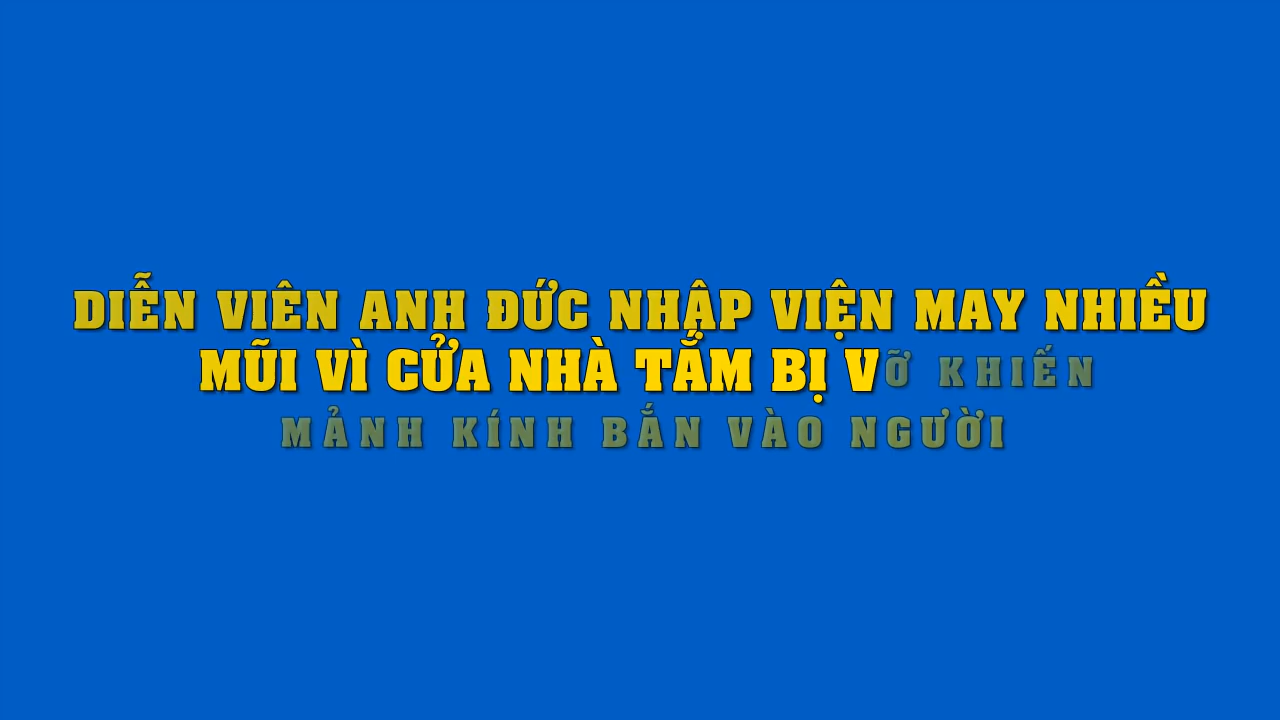 DIỄN VIÊN ANH ĐỨC NHẬP VIỆN MAY NHIỀU
MŨI VÌ CỬA NHÀ TẮM BỊ VỠ KHIẾN
MẢNH KÍNH BẮN VÀO NGƯỜI